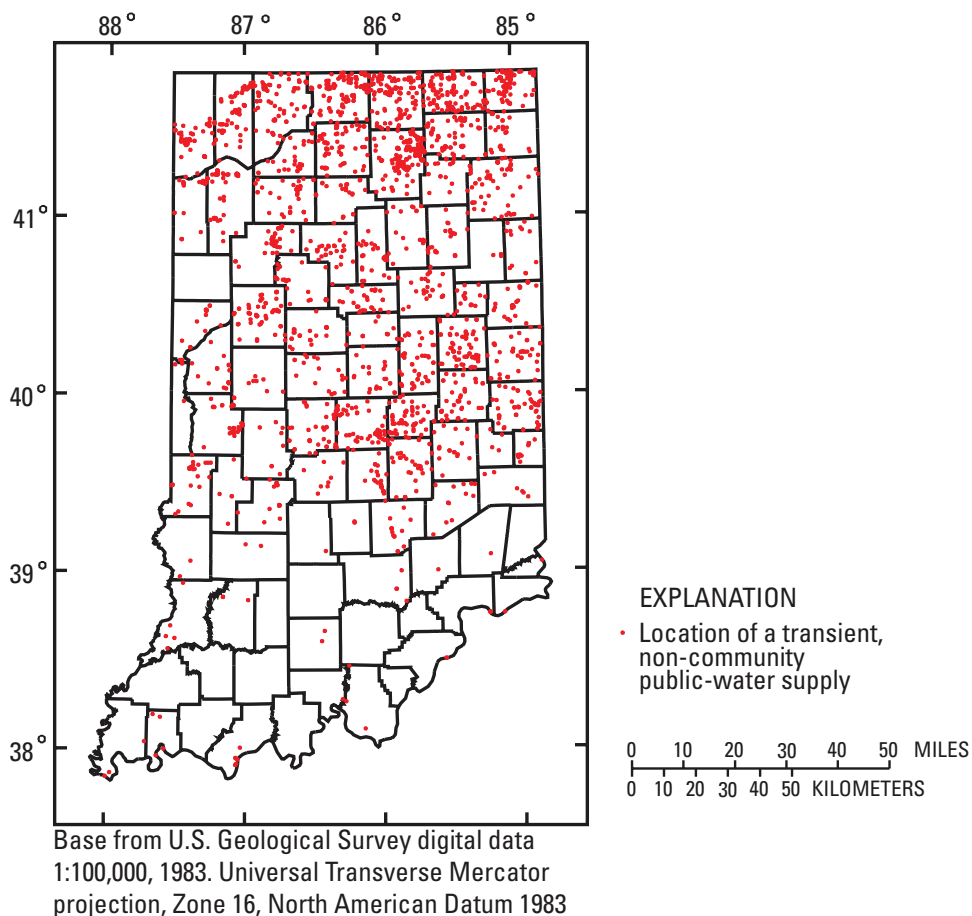 88° 87° 86° 85°
41°
40°
39°
38°
EXPLANATION
Location of a transient,
non-community
public-water supply
0 10 20 30 40 50 MILES
0 10 20 30 40 50 KILOMETERS
Base from U.S. Geological Survey digital data
1:100,000, 1983. Universal Transverse Mercator
projection, Zone 16, North American Datum 1983